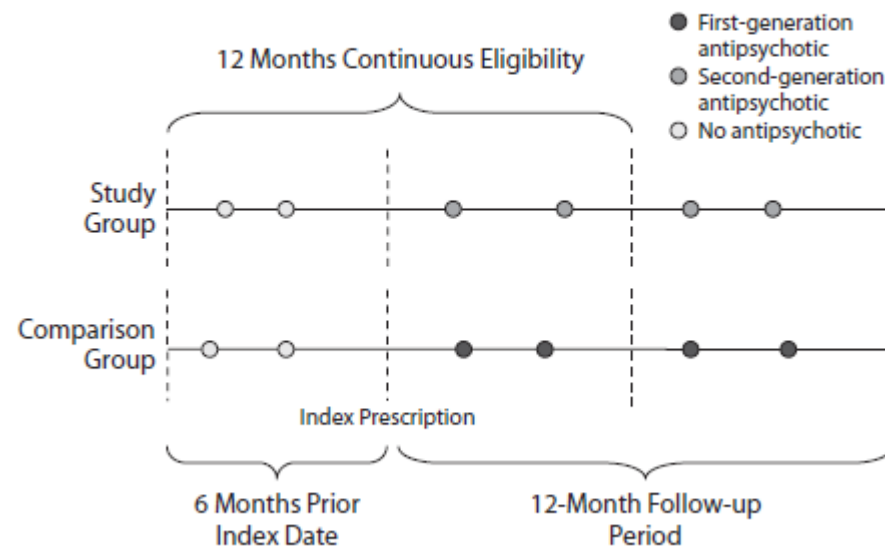 First-generation
antipsychotic
Second-generation
antipsychotic
No antipsychotic
12 Months Continuous Eligibility
Study
Group
Comparison
Group
Index Prescription
6 Months Prior
Index Date
12-Month Follow-up
Period